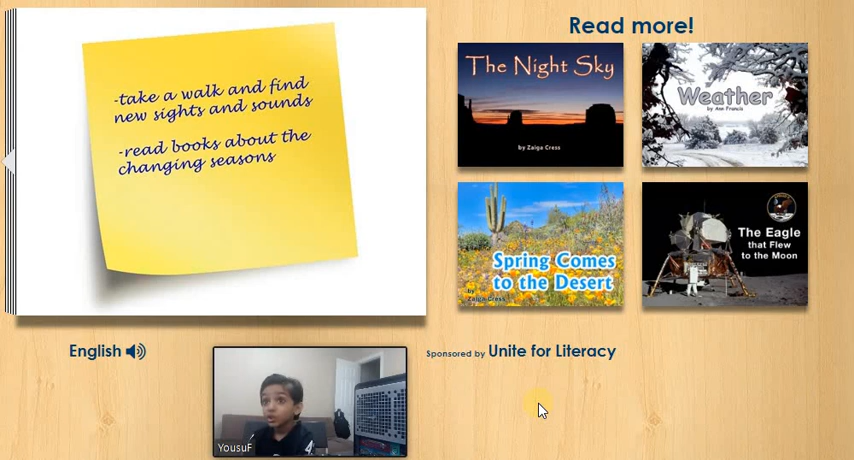 -take a walk and find
new sights and sounds
-read books about the
changing seasons
Read more!
The Night Sky
by Zaiga Cress
Weather
by Ann Francis
Spring Comes
to the Desert
by
Zaiga Cress
The Eagle
that Flew
to the Moon
English
Sponsored by Unite for Literacy
YousuF